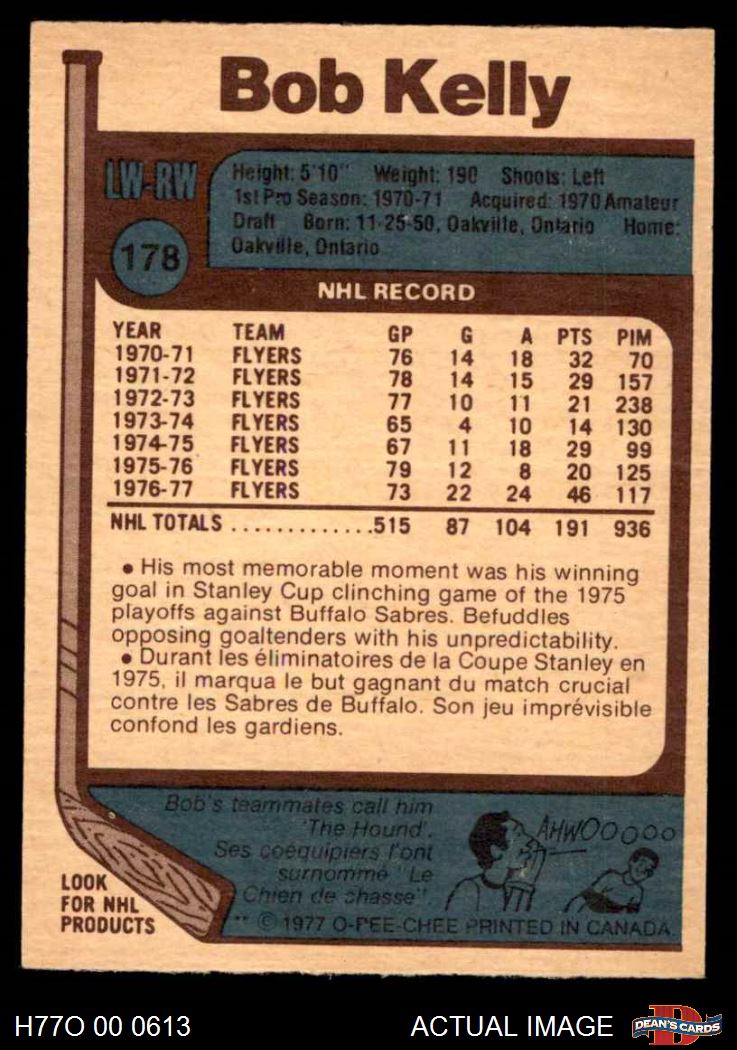 Bob Kelly
LW-RW
178
Height: 5'10" Weight: 190 Shoots: Left
1st Pro Season: 1970-71 Acquired: 1970 Amateur
Draft Born: 11-25-50, Oakville, Ontario Home:
Oakville, Ontario
NHL RECORD
YEAR TEAM GP G A PTS PIM
1970-71 FLYERS 76 14 18 32 70
1971-72 FLYERS 78 14 15 29 157
1972-73 FLYERS 77 10 11 21 238
1973-74 FLYERS 65 4 10 14 130
1974-75 FLYERS 67 11 18 29 99
1975-76 FLYERS 79 12 8 20 125
1976-77 FLYERS 73 22 24 46 117
NHL TOTALS .............515 87 104 191 936
● His most memorable moment was his winning
goal in Stanley Cup clinching game of the 1975
playoffs against Buffalo Sabres. Befuddles
opposing goaltenders with his unpredictability.
● Durant les éliminatoires de la Coupe Stanley en
1975, il marqua le but gagnant du match crucial
contre les Sabres de Buffalo. Son jeu imprévisible
confond les gardiens.
Bob's teammates call him
'The Hound'.
Ses coéquipiers l'ont
surnommé "Le
Chien de chasse"
AHWOOOOO
LOOK
FOR NHL
PRODUCTS
" © 1977 O-PEE-CHEE PRINTED IN CANADA
H77O 00 0613
ACTUAL IMAGE
DEAN'S CARDS